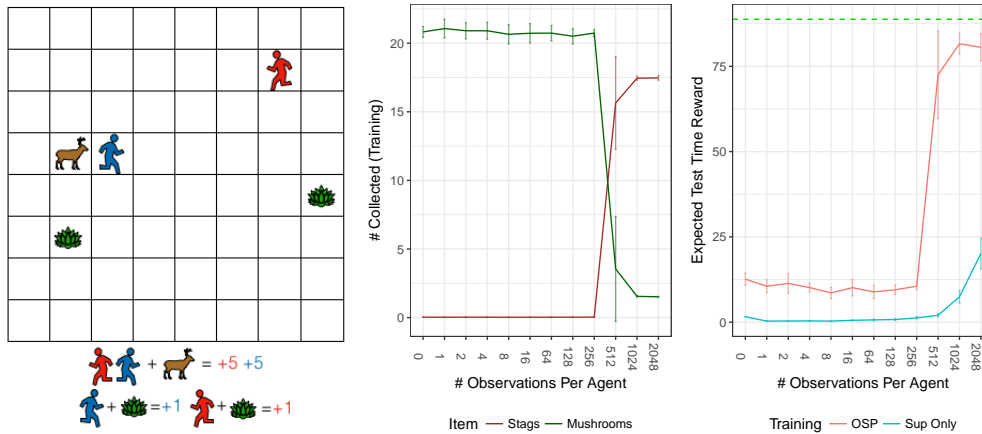 + = +5 +5
+ =+1 + =+1
# Collected (Training)
20
15
10
5
0
0 1 2 4 8 16 64 128 256 512 1024 2048
# Observations Per Agent
Item Stags Mushrooms
Expected Test Time Reward
75
50
25
0
0 1 2 4 8 16 64 128 256 512 1024 2048
# Observations Per Agent
Training OSP Sup Only